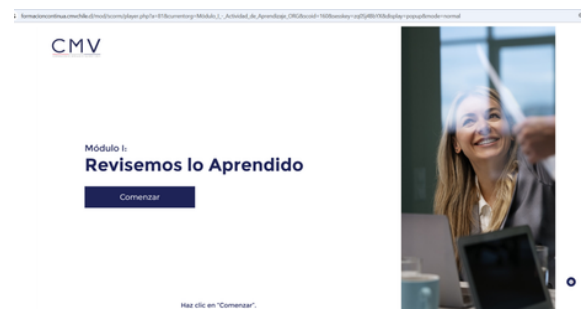 CMV
Módulo I:
Revisemos lo Aprendido
Comenzar
Haz clic en "Comenzar".